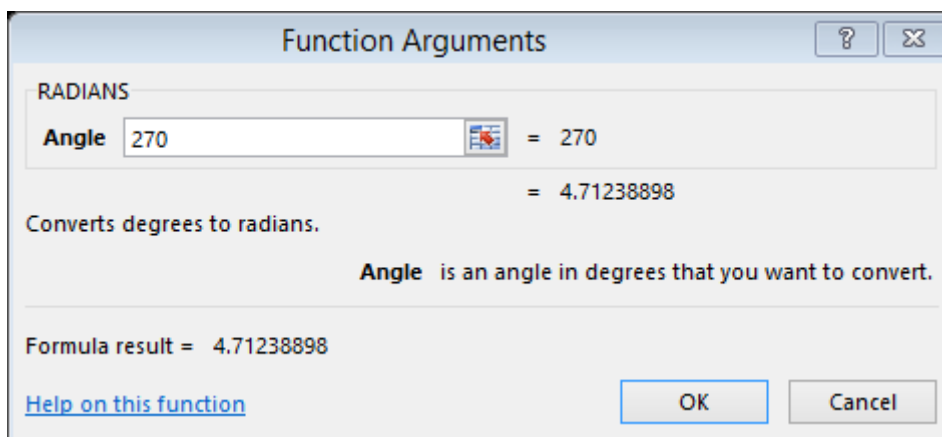 Function Arguments
RADIANS
Angle 270 = 270
= 4.71238898
Converts degrees to radians.
Angle is an angle in degrees that you want to convert.
Formula result = 4.71238898
Help on this function OK Cancel